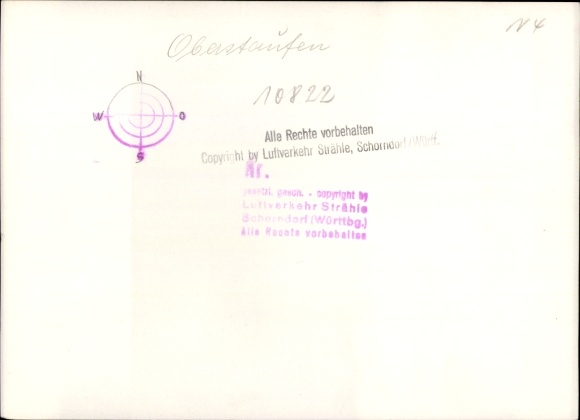 N 4
Oberstaufen
10822
N
W O
S
Alle Rechte vorbehalten
Copyright by Luftverkehr Strähle, Schorndorf/Württ.
Nr.
gesetzl. gesch. - copyright by
Luftverkehr Strähle
Schorndorf (Württbg.)
Alle Rechte vorbehalten